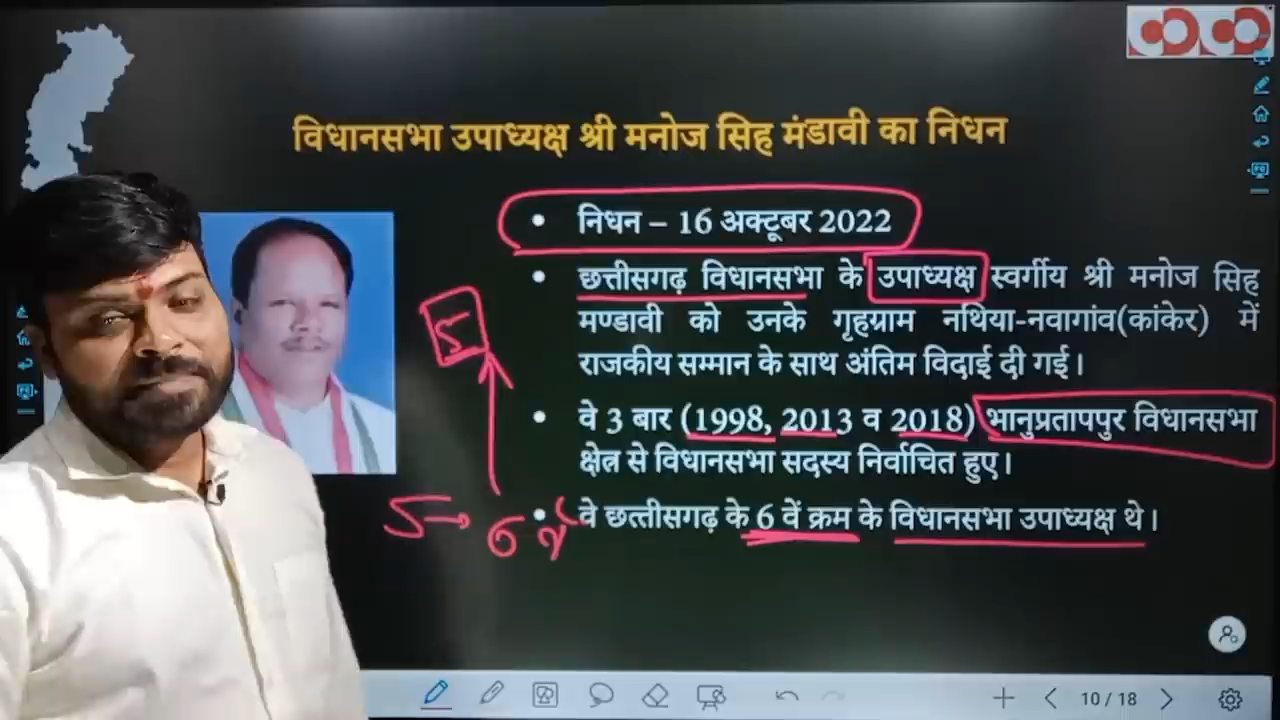 विधानसभा उपाध्यक्ष श्री मनोज सिह मंडावी का निधन
• निधन – 16 अक्टूबर 2022
• छत्तीसगढ़ विधानसभा के उपाध्यक्ष स्वर्गीय श्री मनोज सिह
मण्डावी को उनके गृहग्राम नथिया-नवागांव(कांकेर) में
राजकीय सम्मान के साथ अंतिम विदाई दी गई।
• वे 3 बार (1998, 2013 व 2018) भानुप्रतापपुर विधानसभा
क्षेत्र से विधानसभा सदस्य निर्वाचित हुए।
• वे छत्तीसगढ़ के 6 वें क्रम के विधानसभा उपाध्यक्ष थे।
5
5 → 6 वें
10 / 18